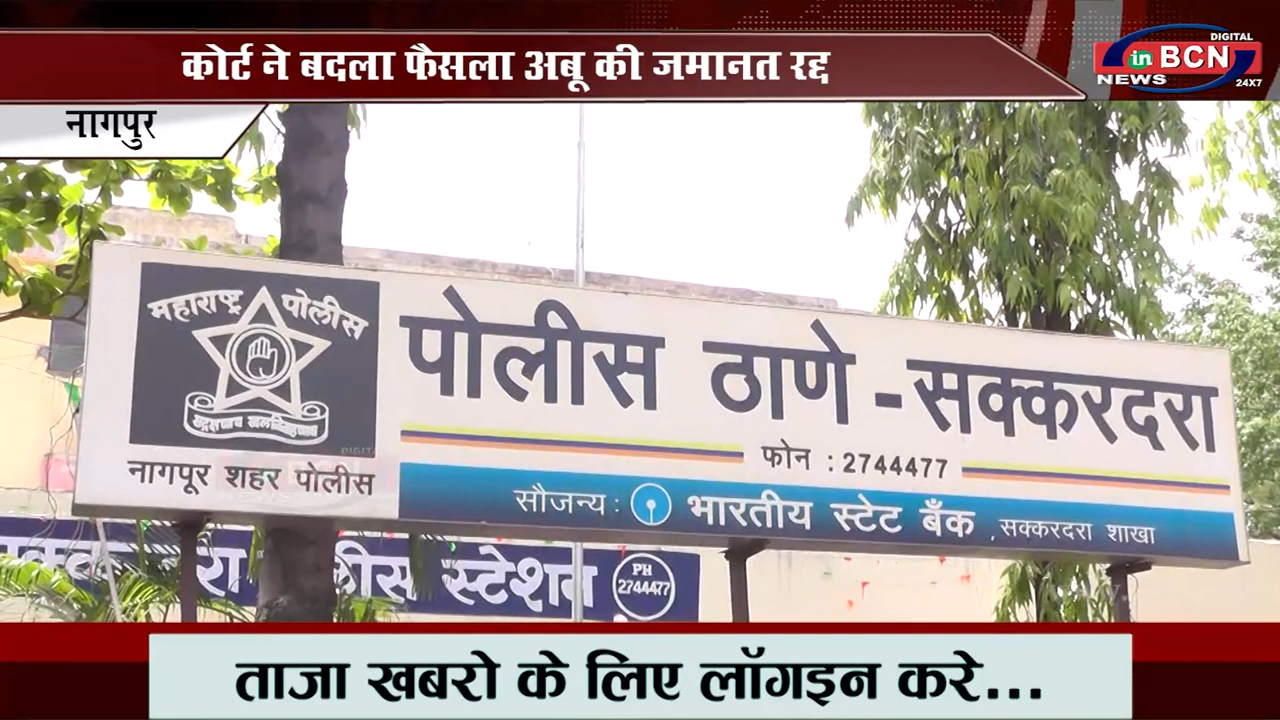 कोर्ट ने बदला फैसला अबू की जमानत रद्द
DIGITAL
in BCN
NEWS
24X7
नागपुर
महाराष्ट्र पोलीस
नागपूर शहर पोलीस
पोलीस ठाणे - सक्करदरा
फोन : 2744477
सौजन्य : भारतीय स्टेट बँक , सक्करदरा शाखा
स्टेशन
PH
2744477
ताजा खबरो के लिए लॉगइन करे...